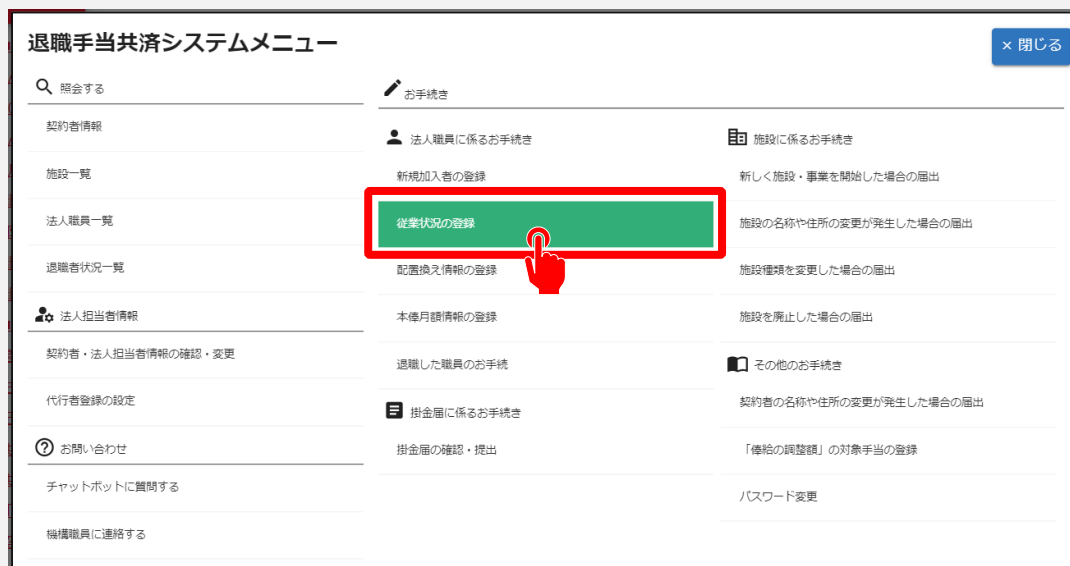 退職手当共済システムメニュー
× 閉じる
照会する
契約者情報
施設一覧
法人職員一覧
退職者状況一覧
法人担当者情報
契約者・法人担当者情報の確認・変更
代行者登録の設定
お問い合わせ
チャットボットに質問する
機構職員に連絡する
お手続き
法人職員に係るお手続き
新規加入者の登録
従業状況の登録
配置換え情報の登録
本俸月額情報の登録
退職した職員のお手続
掛金届に係るお手続き
掛金届の確認・提出
施設に係るお手続き
新しく施設・事業を開始した場合の届出
施設の名称や住所の変更が発生した場合の届出
施設種類を変更した場合の届出
施設を廃止した場合の届出
その他のお手続き
契約者の名称や住所の変更が発生した場合の届出
「俸給の調整額」の対象手当の登録
パスワード変更